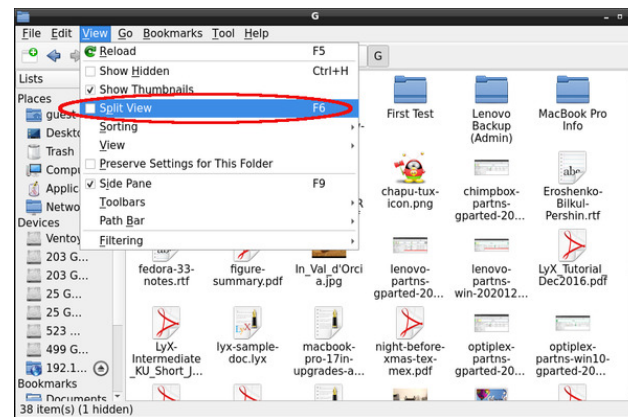 G
File Edit View Go Bookmarks Tool Help
Reload F5
G
Lists
Show Hidden Ctrl+H
Show Thumbnails
Places
Split View F6
guest
Sorting
Deskto
View
Trash
Preserve Settings for This Folder
Compu
Side Pane F9
Applic
Toolbars
Netwo
Path Bar
Devices
Filtering
Ventoy
203 G...
203 G...
25 G...
25 G...
523 ...
499 G...
192.1...
Bookmarks
Documents
First Test
Lenovo
Backup
(Admin)
MacBook Pro
Info
chapu-tux-
icon.png
chimpbox-
partns-
gparted-20...
abc
Eroshenko-
Bilkul-
Pershin.rtf
fedora-33-
notes.rtf
figure-
summary.pdf
In_Val_d'Orci
a.jpg
lenovo-
partns-
gparted-20...
lenovo-
partns-
win-202012...
LyX_Tutorial_
Dec2016.pdf
LyX-
Intermediate
_KU_Short_J...
lyx-sample-
doc.lyx
macbook-
pro-17in-
upgrades-a...
night-before-
xmas-tex-
mex.pdf
optiplex-
partns-
gparted-20...
optiplex-
partns-win10-
gparted-20...
38 item(s) (1 hidden)